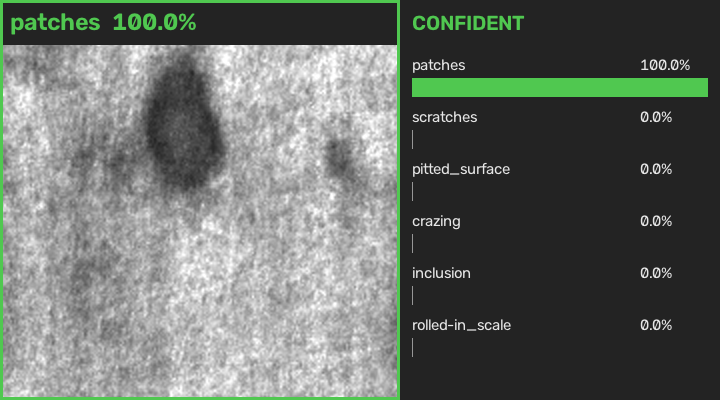 patches 100.0%
CONFIDENT
patches 100.0%
scratches 0.0%
pitted_surface 0.0%
crazing 0.0%
inclusion 0.0%
rolled-in_scale 0.0%